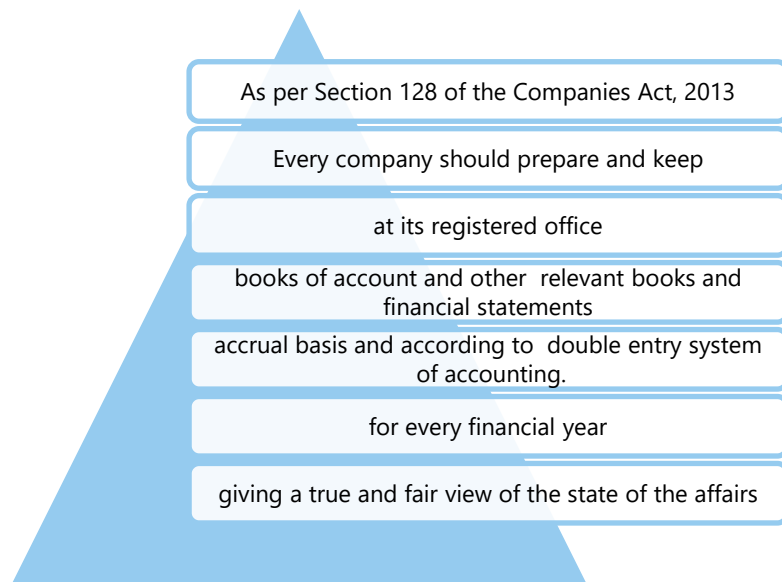 As per Section 128 of the Companies Act, 2013
Every company should prepare and keep
at its registered office
books of account and other relevant books and
financial statements
accrual basis and according to double entry system
of accounting.
for every financial year
giving a true and fair view of the state of the affairs